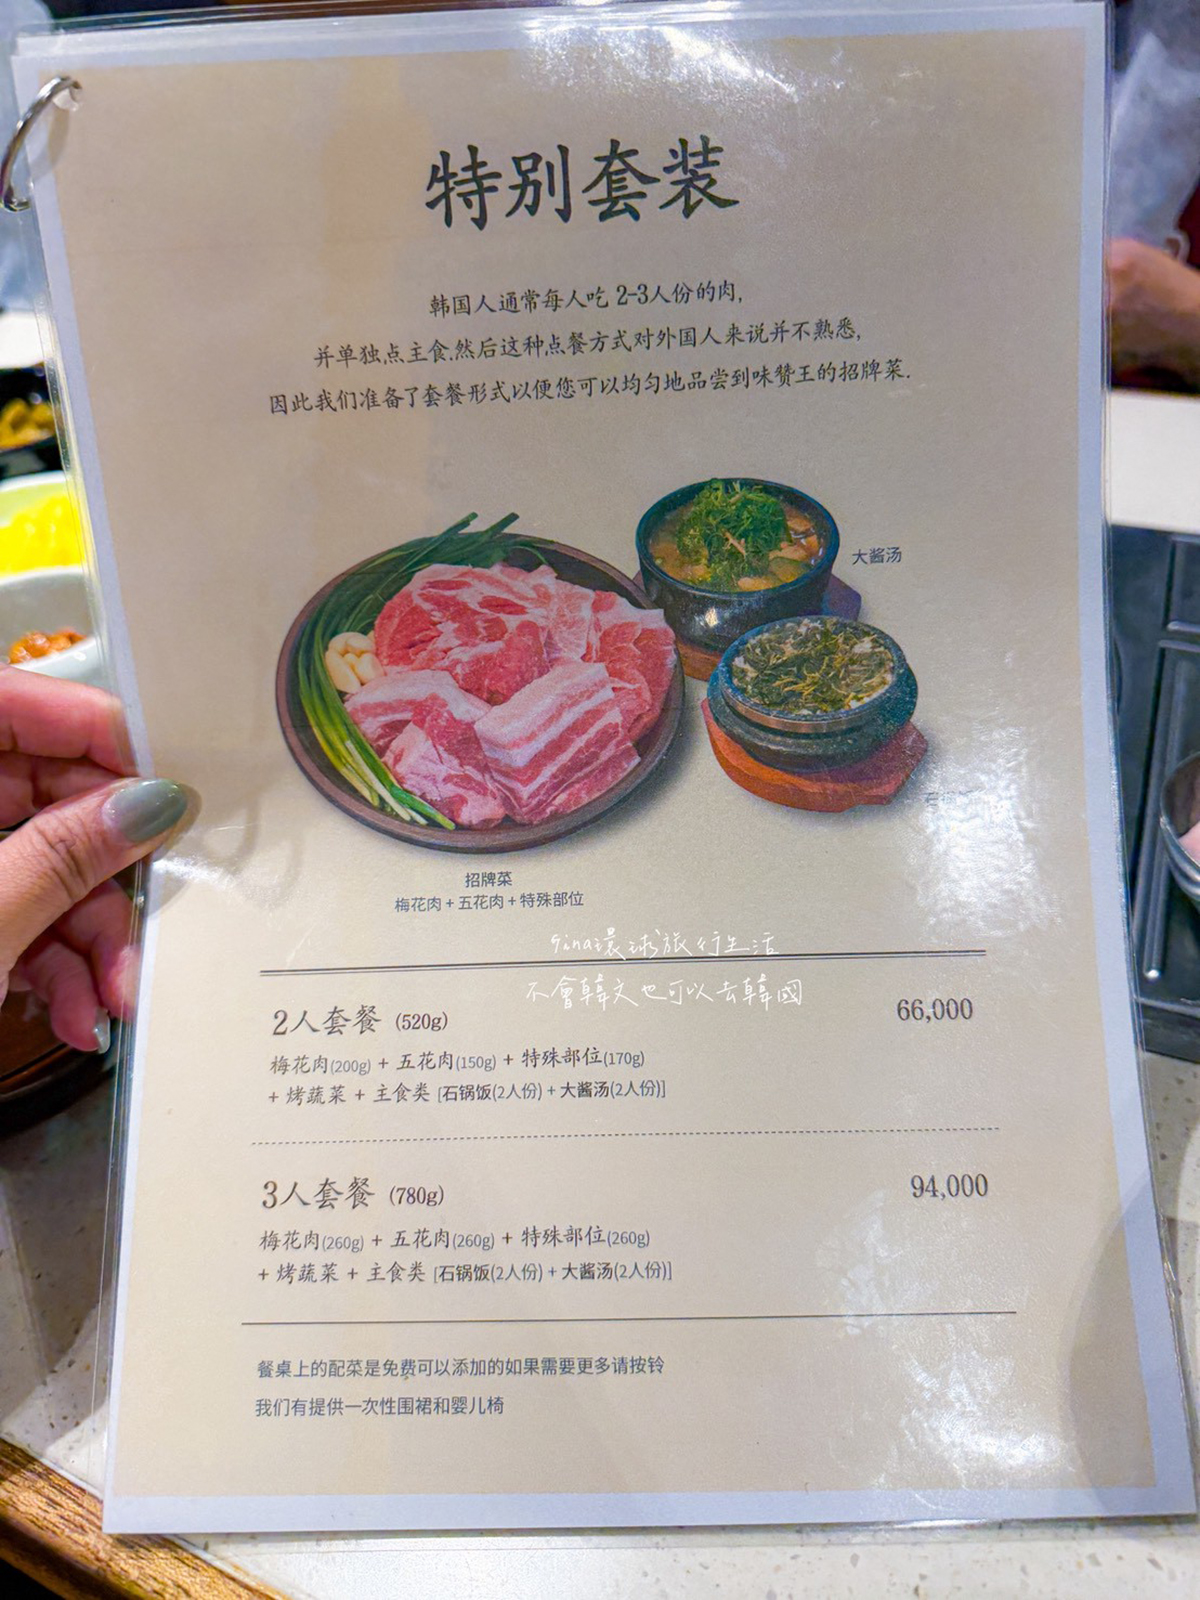 特别套装
韩国人通常每人吃 2-3人份的肉,
并单独点主食.然后这种点餐方式对外国人来说并不熟悉,
因此我们准备了套餐形式以便您可以均匀地品尝到味赞王的招牌菜.
大酱汤
招牌菜
梅花肉 + 五花肉 + 特殊部位
gina環球旅行生活
不會韓文也可以去韓國
2人套餐 (520g) 66,000
梅花肉(200g) + 五花肉(150g) + 特殊部位(170g)
+ 烤蔬菜 + 主食类 [石锅饭(2人份) + 大酱汤(2人份)]
3人套餐 (780g) 94,000
梅花肉(260g) + 五花肉(260g) + 特殊部位(260g)
+ 烤蔬菜 + 主食类 [石锅饭(2人份) + 大酱汤(2人份)]
餐桌上的配菜是免费可以添加的如果需要更多请按铃
我们有提供一次性围裙和婴儿椅